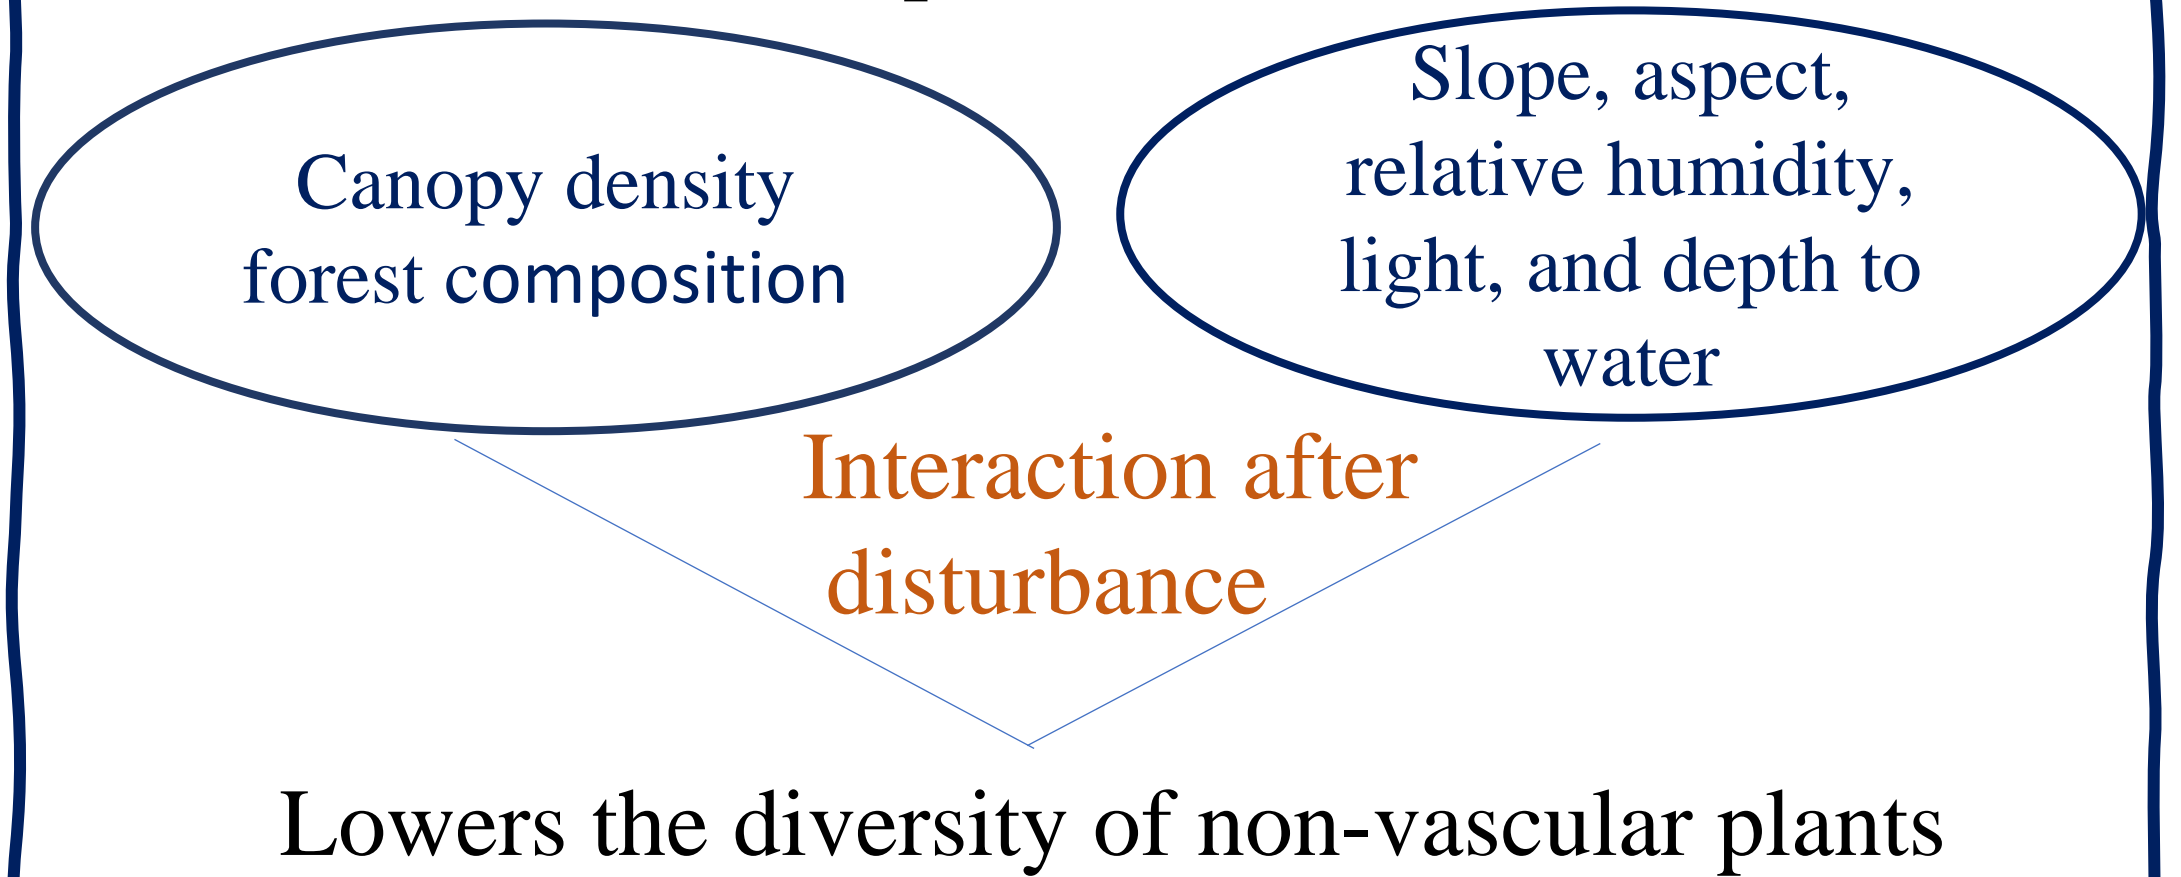 Canopy density
forest composition
Slope, aspect,
relative humidity,
light, and depth to
water
Interaction after
disturbance
Lowers the diversity of non-vascular plants